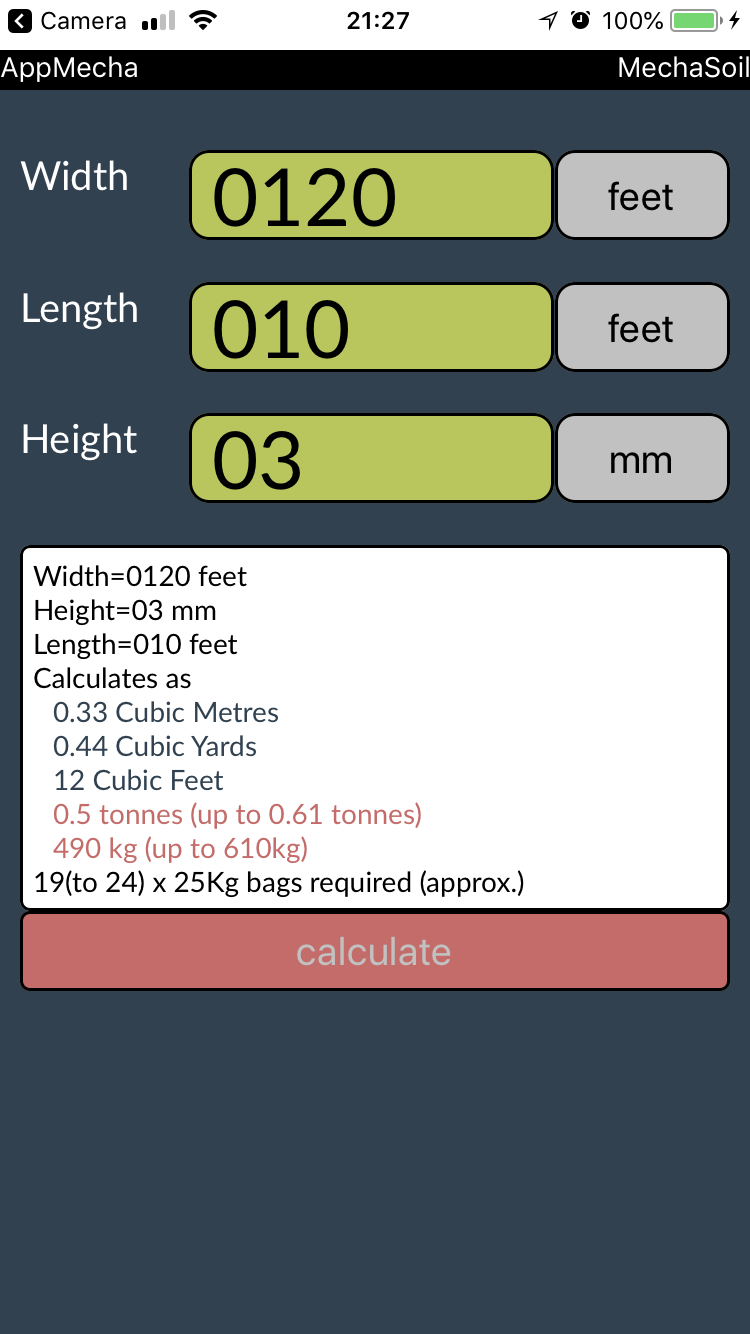 Camera 21:27 100%
AppMecha MechaSoil
Width 0120 feet
Length 010 feet
Height 03 mm
Width=0120 feet
Height=03 mm
Length=010 feet
Calculates as
0.33 Cubic Metres
0.44 Cubic Yards
12 Cubic Feet
0.5 tonnes (up to 0.61 tonnes)
490 kg (up to 610kg)
19(to 24) x 25Kg bags required (approx.)
calculate